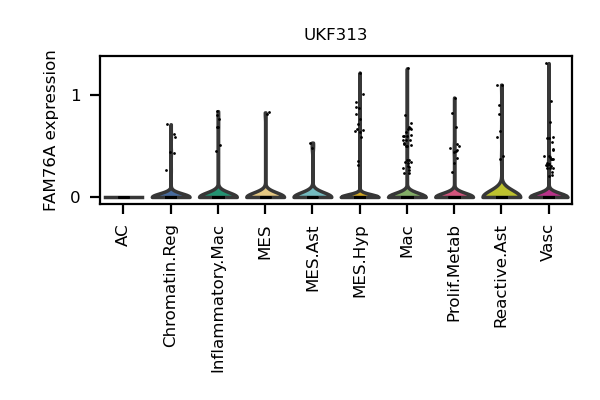 UKF313
FAM76A expression
1
0
AC
Chromatin.Reg
Inflammatory.Mac
MES
MES.Ast
MES.Hyp
Mac
Prolif.Metab
Reactive.Ast
Vasc